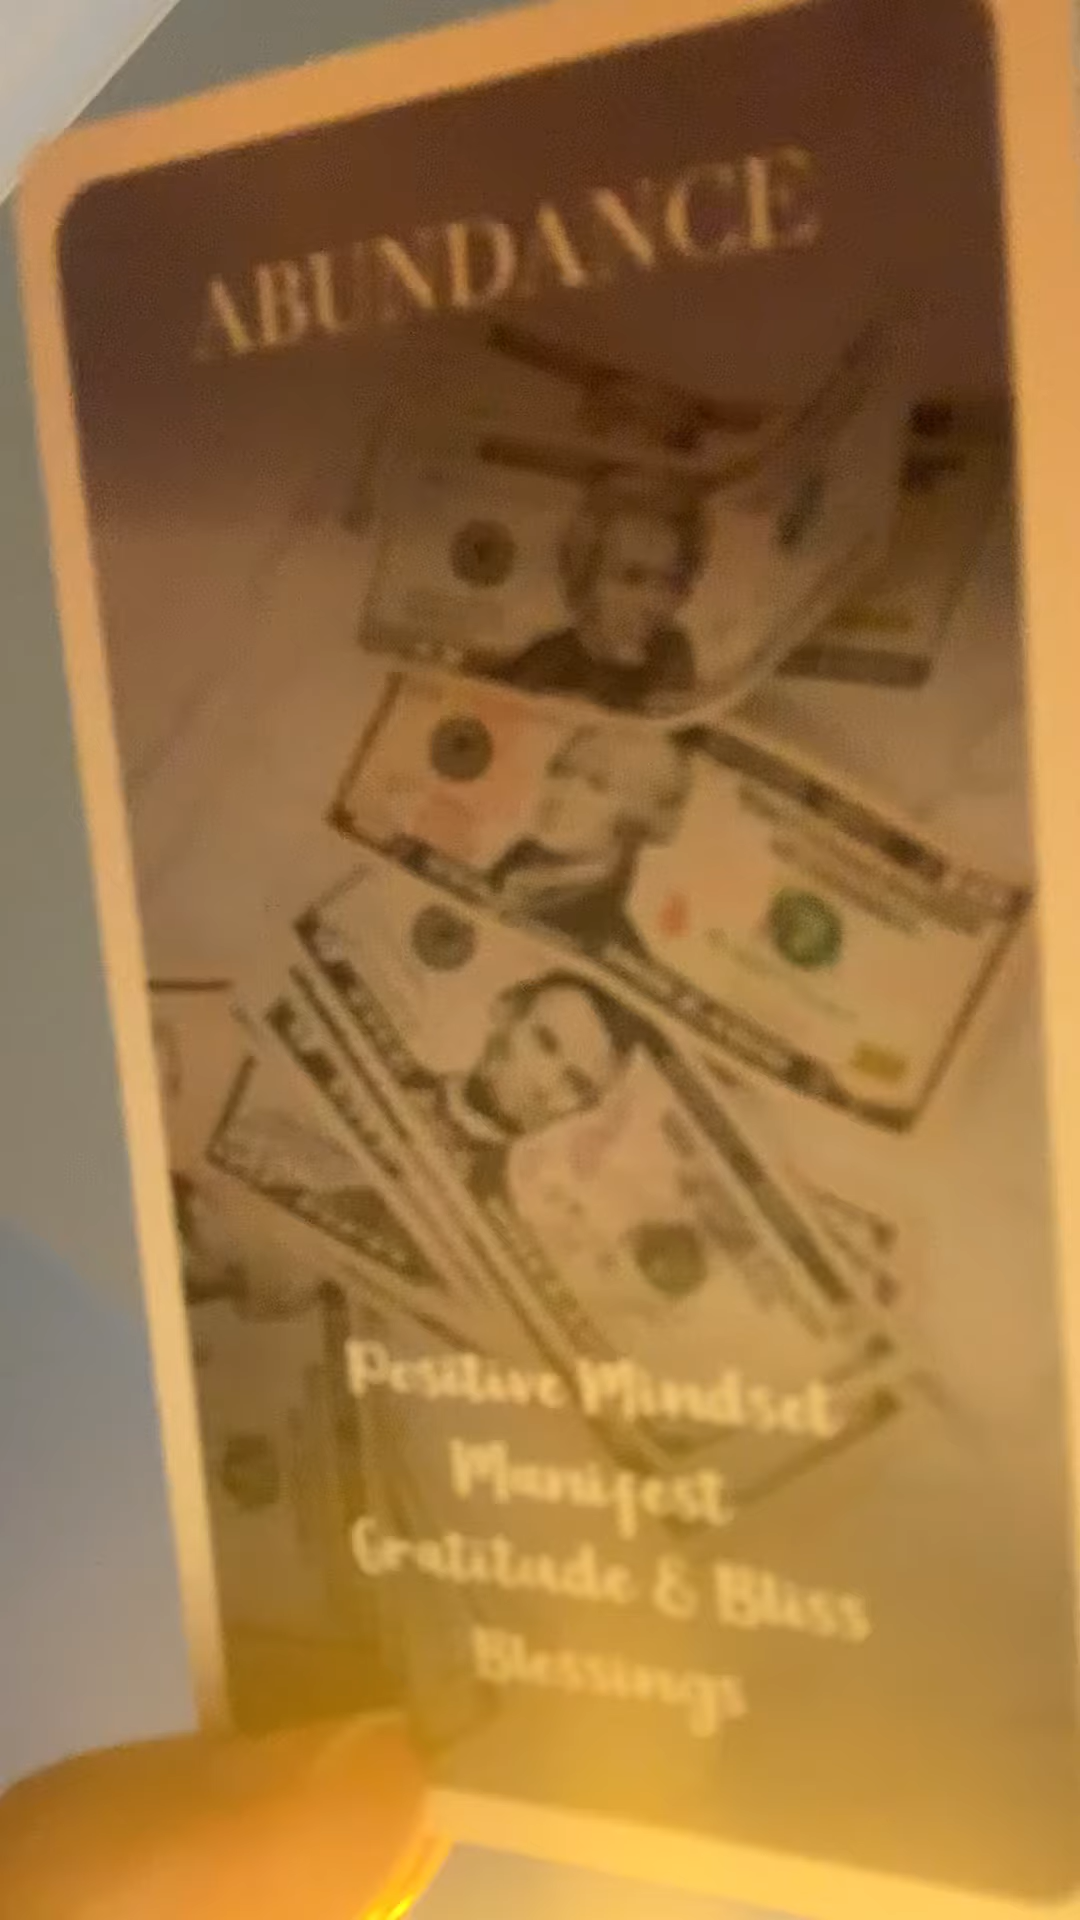 ABUNDANCE
Positive Mindset
Manifest
Gratitude & Bliss
Blessings